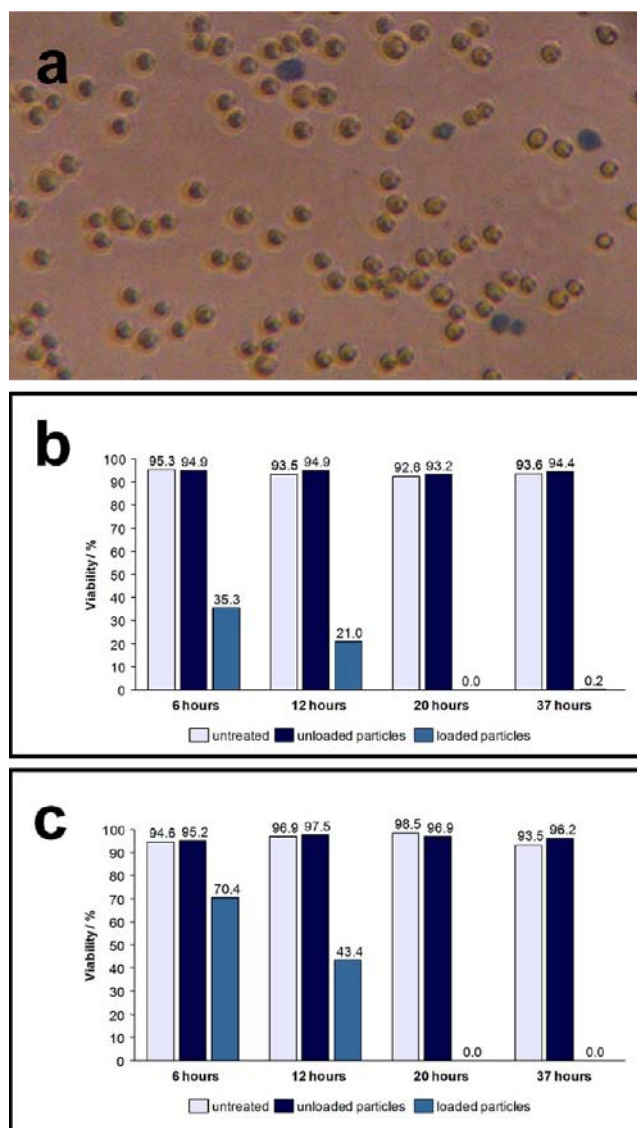 a
b
100
95.3 94.9 93.5 94.9 92.6 93.2 93.6 94.4
90
80
70
60
Viability / %
50
40
35.3
30
21.0
20
10
0.0 0.2
0
6 hours 12 hours 20 hours 37 hours
untreated unloaded particles loaded particles
c
100
94.6 95.2 96.9 97.5 98.5 96.9 93.5 96.2
90
80
70.4
70
60
Viability / %
50
43.4
40
30
20
10
0.0 0.0
0
6 hours 12 hours 20 hours 37 hours
untreated unloaded particles loaded particles